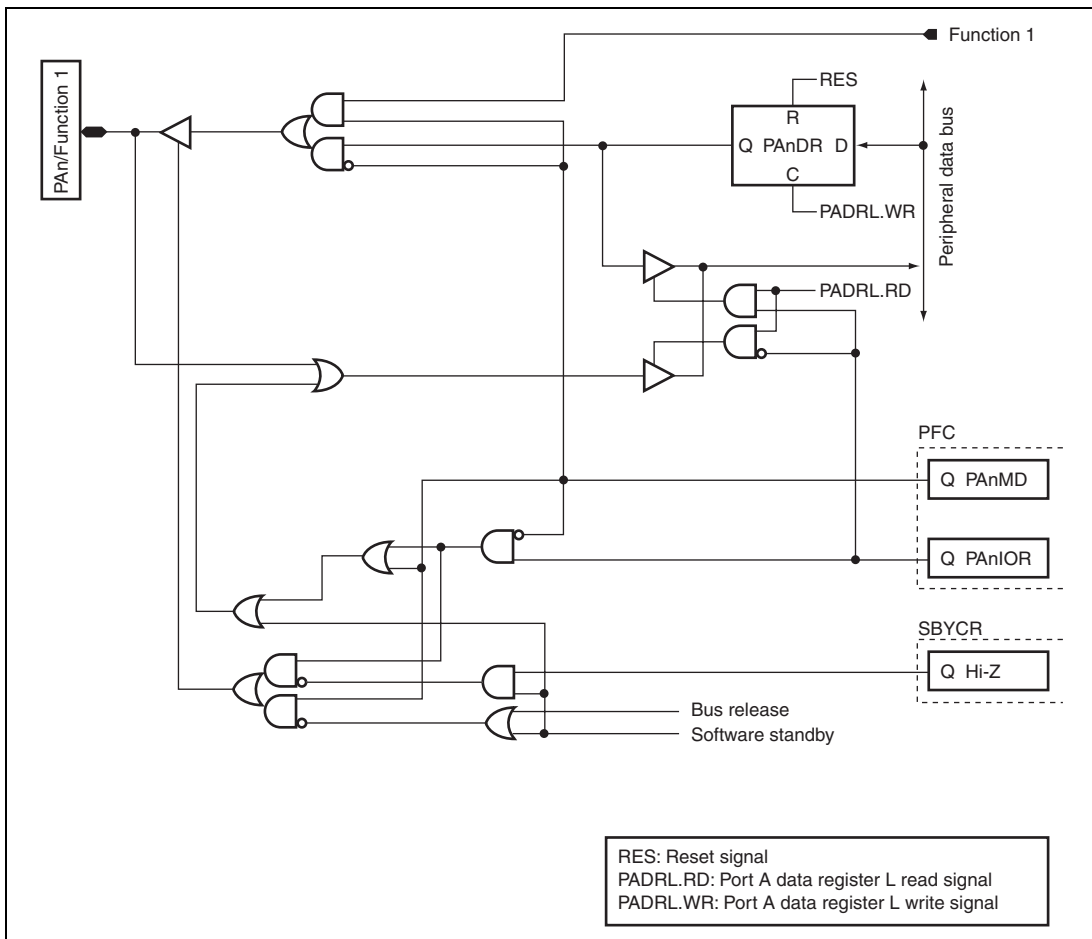 Function 1
PAn/Function 1
RES
R
Q PAnDR D
C
PADRL.WR
Peripheral data bus
PADRL.RD
PFC
Q PAnMD
Q PAnIOR
SBYCR
Q Hi-Z
Bus release
Software standby
RES: Reset signal
PADRL.RD: Port A data register L read signal
PADRL.WR: Port A data register L write signal